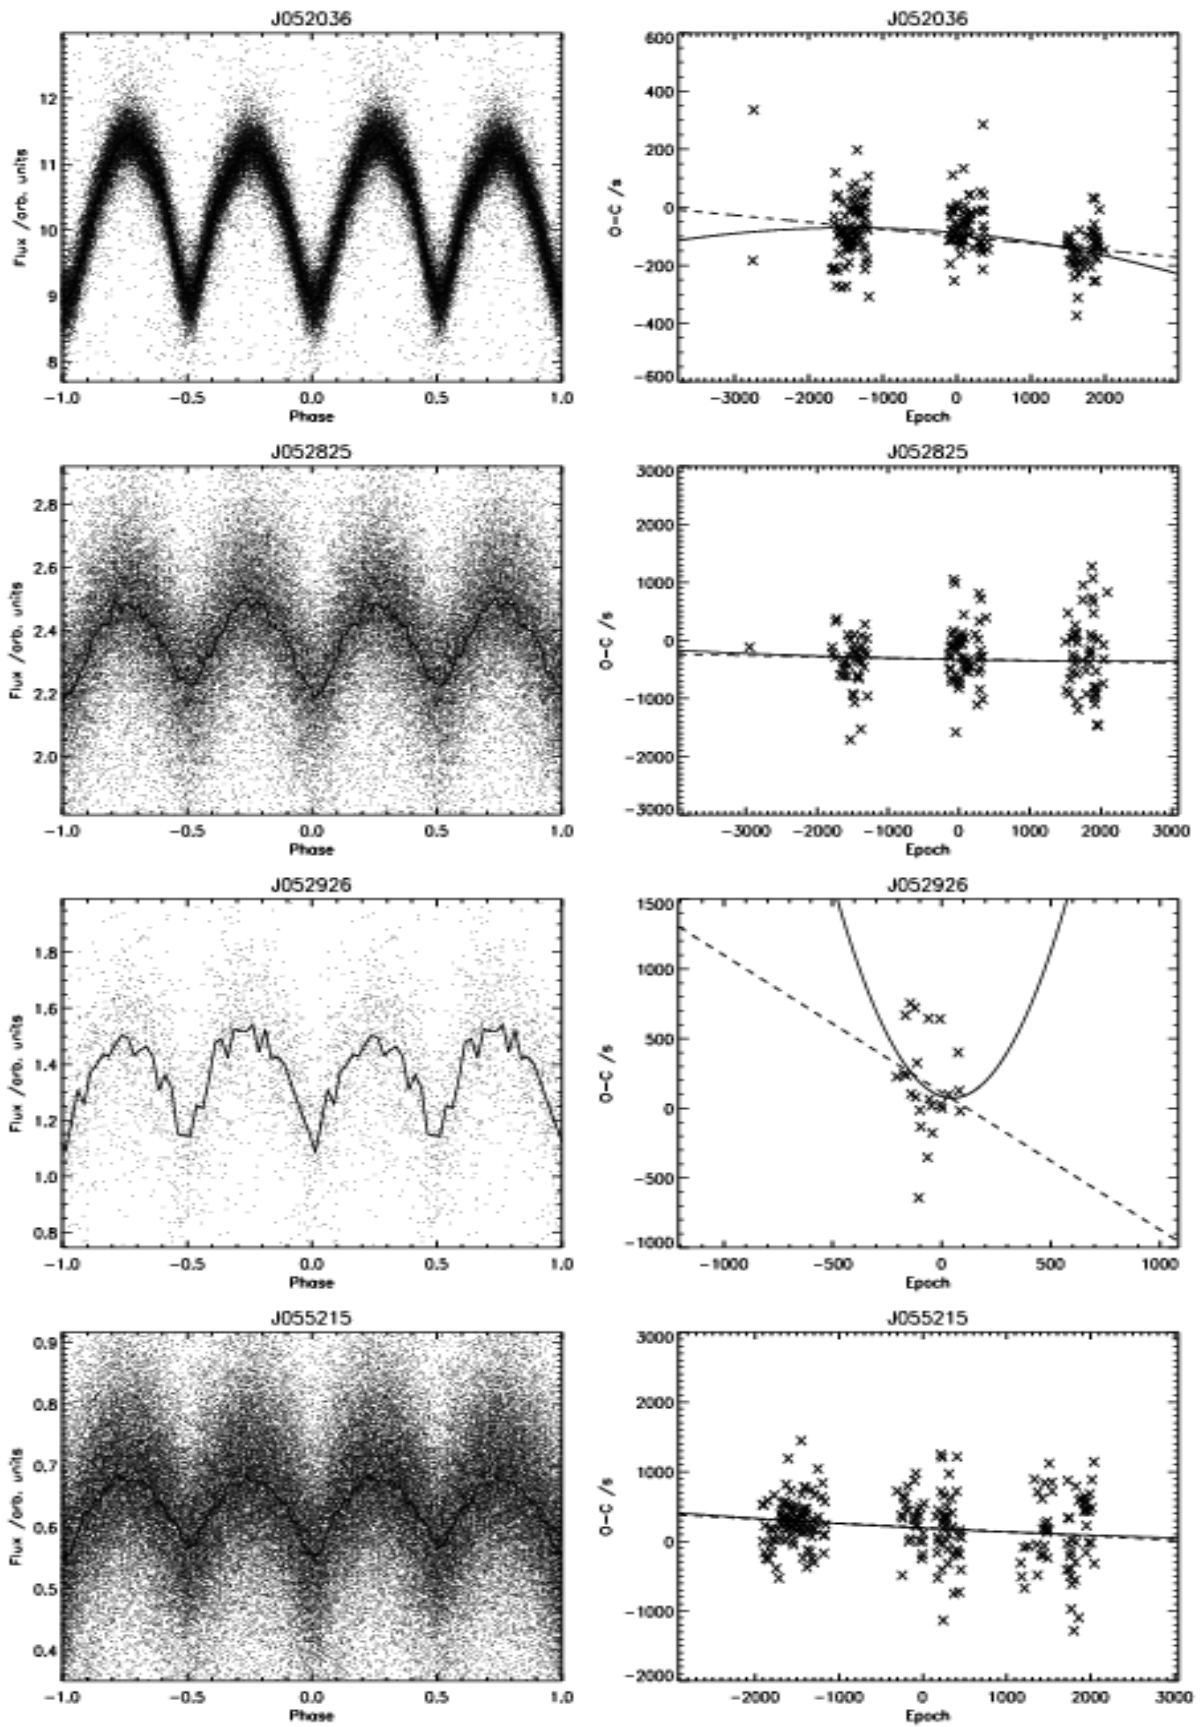 J052036
J052036
12
11
10
9
8
Flux /arb. units
-1.0 -0.5 0.0 0.5 1.0
Phase
600
400
200
0
-200
-400
-600
O-C /s
-3000 -2000 -1000 0 1000 2000
Epoch
J052825
J052825
2.8
2.6
2.4
2.2
2.0
Flux /arb. units
-1.0 -0.5 0.0 0.5 1.0
Phase
3000
2000
1000
0
-1000
-2000
-3000
O-C /s
-3000 -2000 -1000 0 1000 2000 3000
Epoch
J052926
J052926
1.8
1.6
1.4
1.2
1.0
0.8
Flux /arb. units
-1.0 -0.5 0.0 0.5 1.0
Phase
1500
1000
500
0
-500
-1000
O-C /s
-1000 -500 0 500 1000
Epoch
J055215
J055215
0.9
0.8
0.7
0.6
0.5
0.4
Flux /arb. units
-1.0 -0.5 0.0 0.5 1.0
Phase
3000
2000
1000
0
-1000
-2000
O-C /s
-2000 -1000 0 1000 2000 3000
Epoch